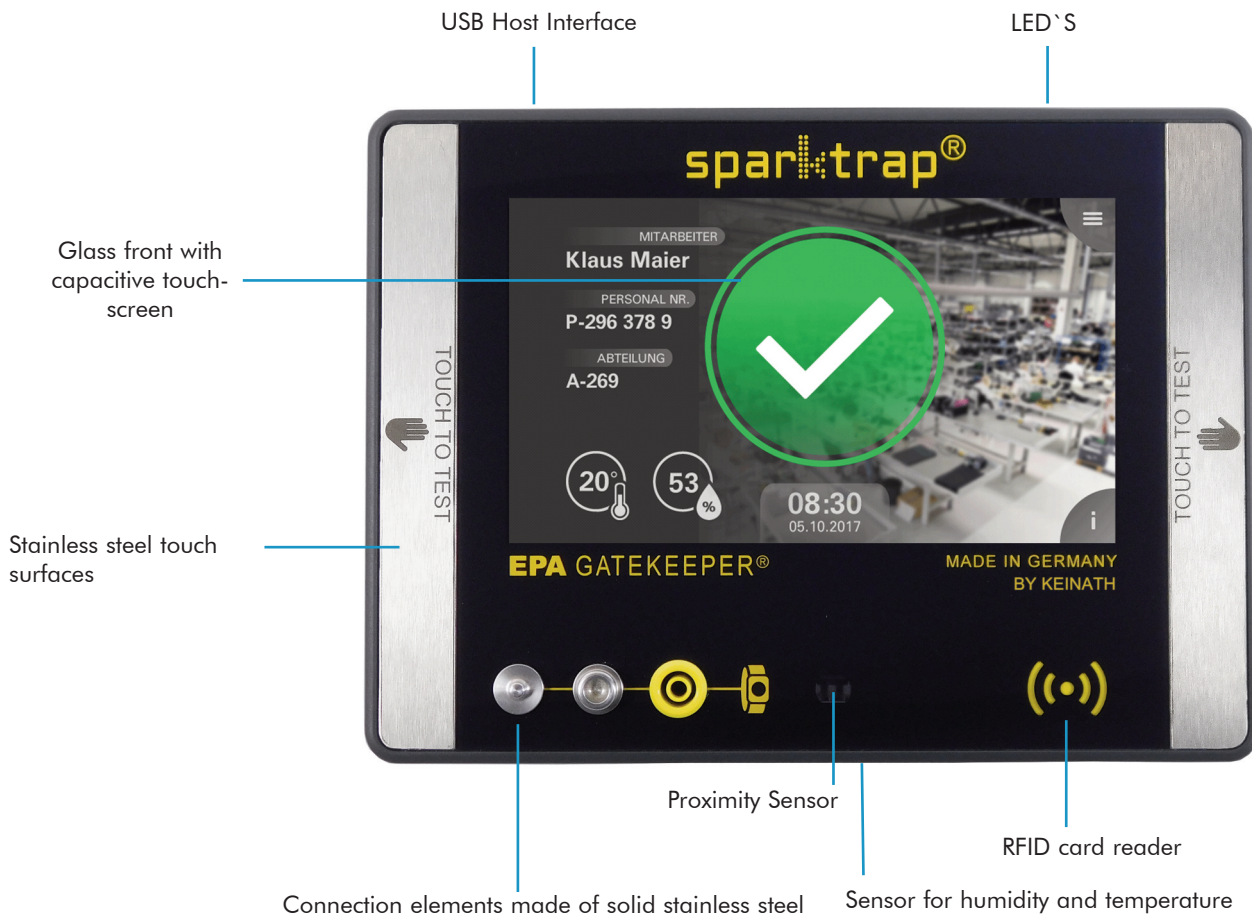 USB Host Interface
LED`S
sparktrap®
Glass front with
capacitive touch-
screen
MITARBEITER
Klaus Maier
PERSONAL NR.
P-296 378 9
ABTEILUNG
A-269
TOUCH TO TEST
TOUCH TO TEST
20°
53
%
08:30
05.10.2017
i
Stainless steel touch
surfaces
EPA GATEKEEPER®
MADE IN GERMANY
BY KEINATH
Proximity Sensor
RFID card reader
Connection elements made of solid stainless steel
Sensor for humidity and temperature